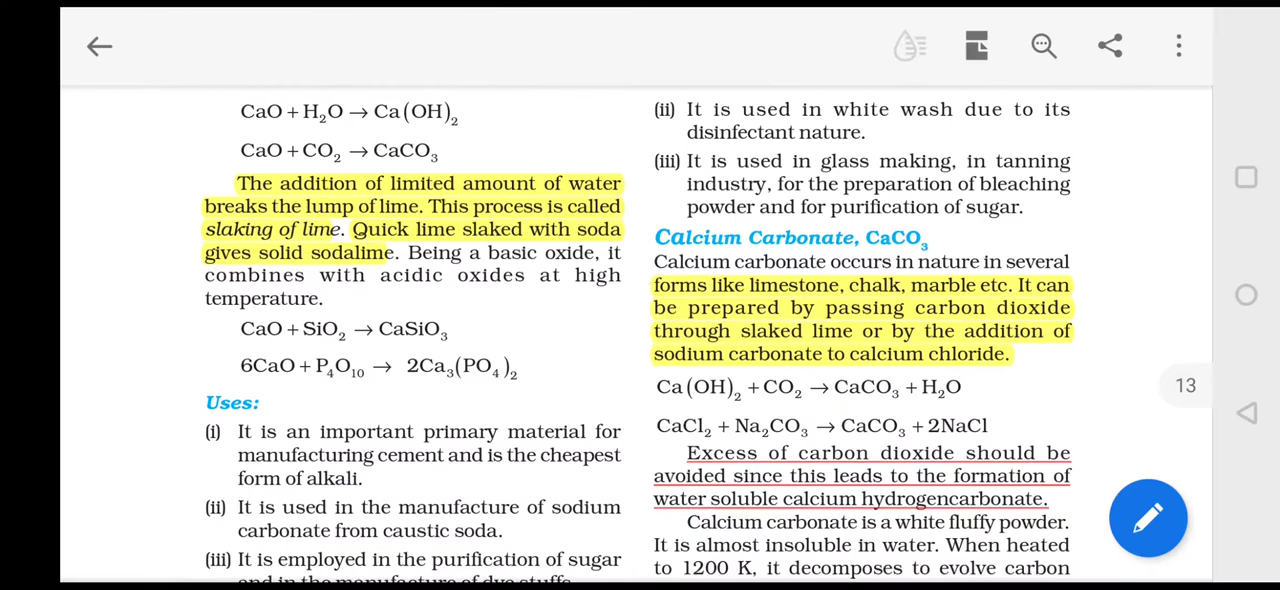 CaO + H₂O → Ca(OH)₂
CaO + CO₂ → CaCO₃
The addition of limited amount of water
breaks the lump of lime. This process is called
slaking of lime. Quick lime slaked with soda
gives solid sodalime. Being a basic oxide, it
combines with acidic oxides at high
temperature.
CaO + SiO₂ → CaSiO₃
6CaO + P₄O₁₀ → 2Ca₃(PO₄)₂
Uses:
(i) It is an important primary material for
manufacturing cement and is the cheapest
form of alkali.
(ii) It is used in the manufacture of sodium
carbonate from caustic soda.
(iii) It is employed in the purification of sugar
and in the manufacture of dye stuffs.
(ii) It is used in white wash due to its
disinfectant nature.
(iii) It is used in glass making, in tanning
industry, for the preparation of bleaching
powder and for purification of sugar.
Calcium Carbonate, CaCO₃
Calcium carbonate occurs in nature in several
forms like limestone, chalk, marble etc. It can
be prepared by passing carbon dioxide
through slaked lime or by the addition of
sodium carbonate to calcium chloride.
Ca(OH)₂ + CO₂ → CaCO₃ + H₂O
CaCl₂ + Na₂CO₃ → CaCO₃ + 2NaCl
Excess of carbon dioxide should be
avoided since this leads to the formation of
water soluble calcium hydrogencarbonate.
Calcium carbonate is a white fluffy powder.
It is almost insoluble in water. When heated
to 1200 K, it decomposes to evolve carbon
13